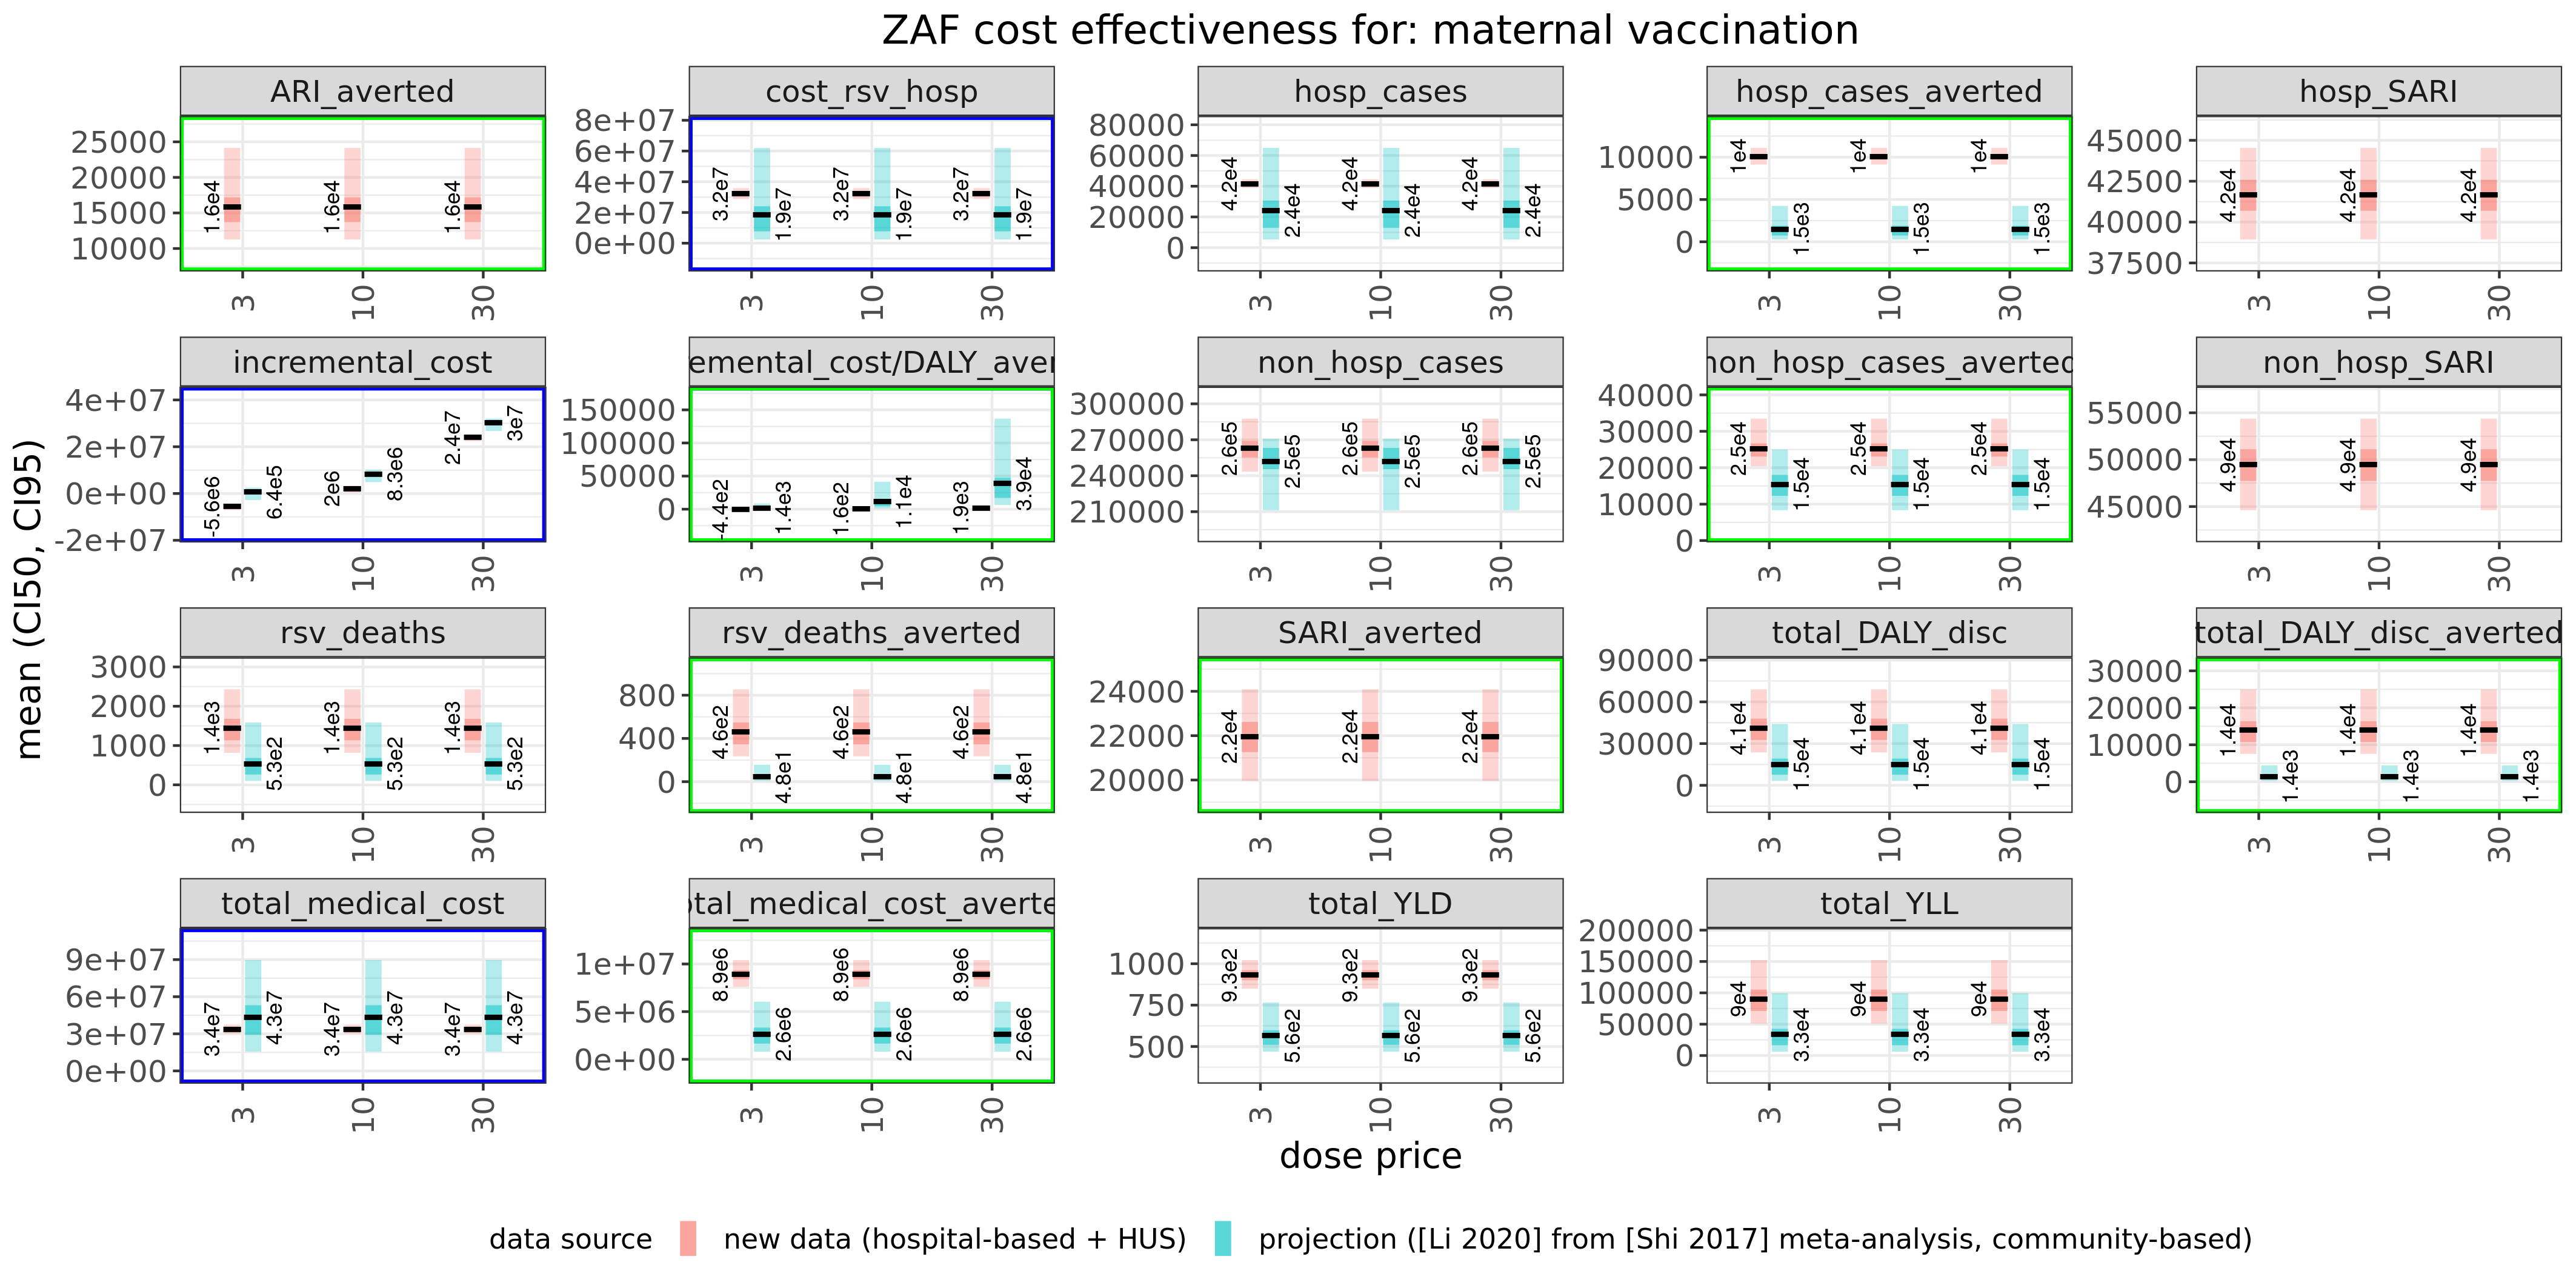 ZAF cost effectiveness for: maternal vaccination
mean (CI50, CI95)
ARI_averted
25000
20000
15000
10000
1.6e4 1.6e4 1.6e4
3 10 30
cost_rsv_hosp
8e+07
6e+07
4e+07
2e+07
0e+00
3.2e7 1.9e7 3.2e7 1.9e7 3.2e7 1.9e7
3 10 30
hosp_cases
80000
60000
40000
20000
0
4.2e4 2.4e4 4.2e4 2.4e4 4.2e4 2.4e4
3 10 30
hosp_cases_averted
10000
5000
0
1e4 1.5e3 1e4 1.5e3 1e4 1.5e3
3 10 30
hosp_SARI
45000
42500
40000
37500
4.2e4 4.2e4 4.2e4
3 10 30
incremental_cost
4e+07
2e+07
0e+00
-2e+07
-5.6e6 6.4e5 2e6 8.3e6 2.4e7 3e7
3 10 30
emental_cost/DALY_aver
150000
100000
50000
0
-4.4e2 1.4e3 1.6e2 1.1e4 1.9e3 3.9e4
3 10 30
non_hosp_cases
300000
270000
240000
210000
2.6e5 2.5e5 2.6e5 2.5e5 2.6e5 2.5e5
3 10 30
non_hosp_cases_averted
40000
30000
20000
10000
0
2.5e4 1.5e4 2.5e4 1.5e4 2.5e4 1.5e4
3 10 30
non_hosp_SARI
55000
50000
45000
4.9e4 4.9e4 4.9e4
3 10 30
rsv_deaths
3000
2000
1000
0
1.4e3 5.3e2 1.4e3 5.3e2 1.4e3 5.3e2
3 10 30
rsv_deaths_averted
800
400
0
4.6e2 4.8e1 4.6e2 4.8e1 4.6e2 4.8e1
3 10 30
SARI_averted
24000
22000
20000
2.2e4 2.2e4 2.2e4
3 10 30
total_DALY_disc
90000
60000
30000
0
4.1e4 1.5e4 4.1e4 1.5e4 4.1e4 1.5e4
3 10 30
total_DALY_disc_averted
30000
20000
10000
0
1.4e4 1.4e3 1.4e4 1.4e3 1.4e4 1.4e3
3 10 30
total_medical_cost
9e+07
6e+07
3e+07
0e+00
3.4e7 4.3e7 3.4e7 4.3e7 3.4e7 4.3e7
3 10 30
otal_medical_cost_averte
1e+07
5e+06
0e+00
8.9e6 2.6e6 8.9e6 2.6e6 8.9e6 2.6e6
3 10 30
total_YLD
1000
750
500
9.3e2 5.6e2 9.3e2 5.6e2 9.3e2 5.6e2
3 10 30
total_YLL
200000
150000
100000
50000
0
9e4 3.3e4 9e4 3.3e4 9e4 3.3e4
3 10 30
dose price
data source new data (hospital-based + HUS) projection ([Li 2020] from [Shi 2017] meta-analysis, community-based)